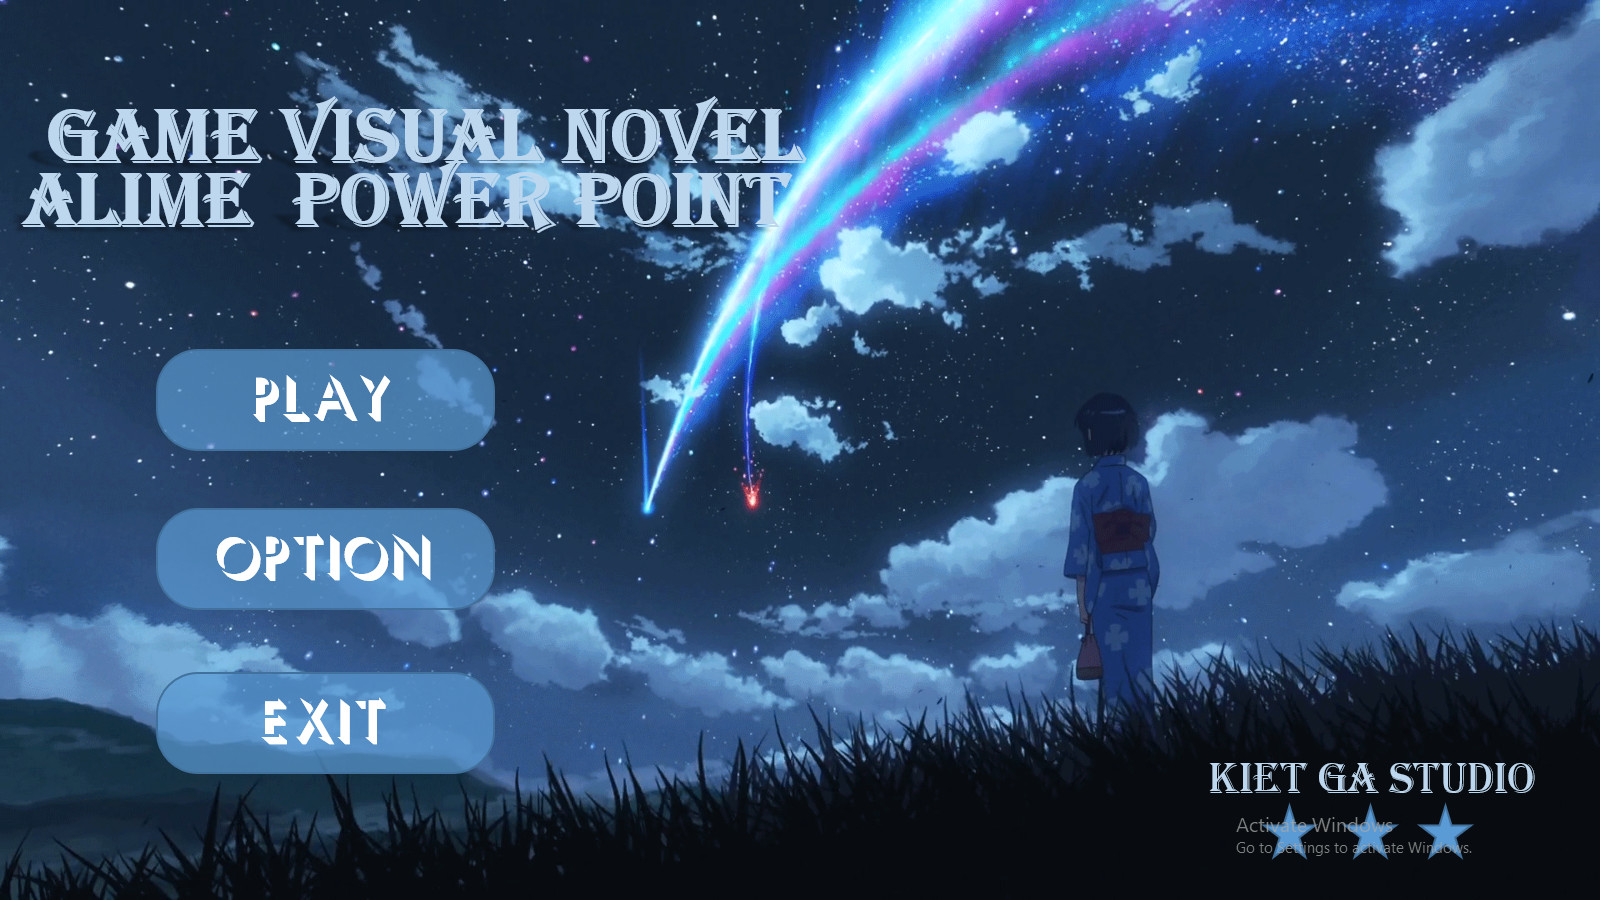 GAME VISUAL NOVEL
ALIME POWER POINT
PLAY
OPTION
EXIT
KIET GA STUDIO
Activate Windows
Go to Settings to activate Windows.